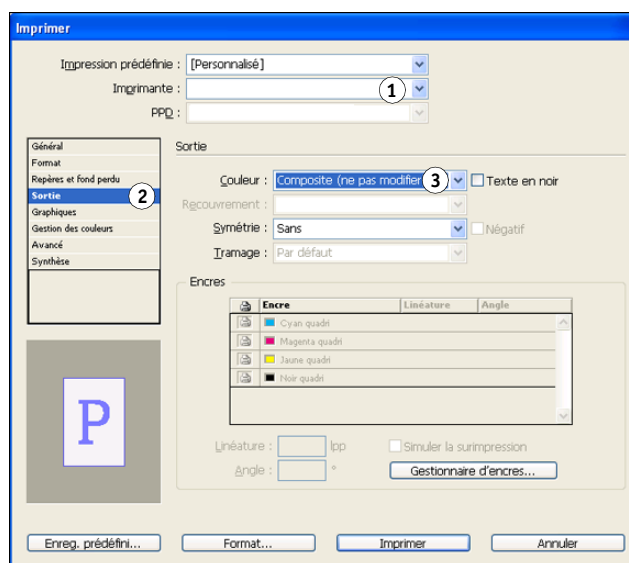 Imprimer
Impression prédéfinie : [Personnalisé]
Imprimante : 1
PPD :
Général
Format
Repères et fond perdu
Sortie 2
Graphiques
Gestion des couleurs
Avancé
Synthèse
Sortie
Couleur : Composite (ne pas modifier 3 Texte en noir
Recouvrement :
Symétrie : Sans Négatif
Tramage : Par défaut
Encres
Encre Linéature Angle
Cyan quadri
Magenta quadri
Jaune quadri
Noir quadri
P
Linéature : lpp Simuler la surimpression
Angle : ° Gestionnaire d'encres...
Enreg. prédéfini... Format... Imprimer Annuler